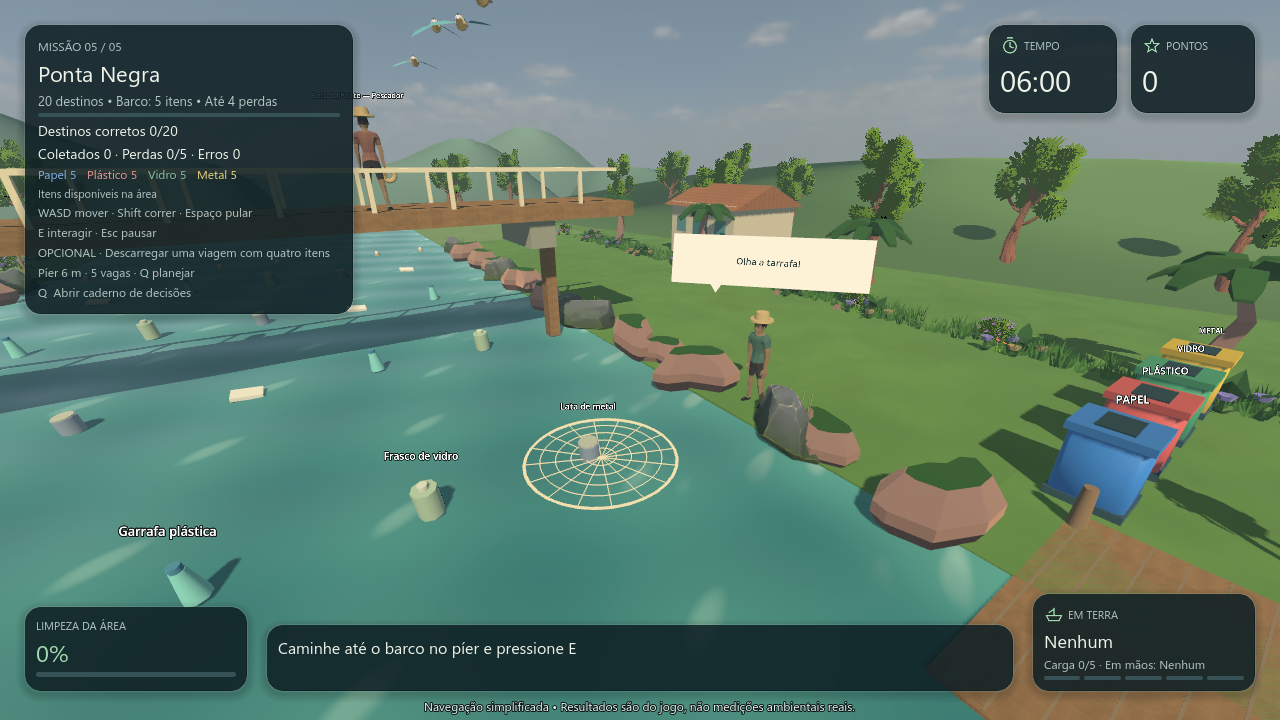 MISSÃO 05 / 05
Ponta Negra
20 destinos • Barco: 5 itens • Até 4 perdas
Destinos corretos 0/20
Coletados 0 · Perdas 0/5 · Erros 0
Papel 5 Plástico 5 Vidro 5 Metal 5
Itens disponíveis na área
WASD mover · Shift correr · Espaço pular
E interagir · Esc pausar
OPCIONAL · Descarregar uma viagem com quatro itens
Píer 6 m · 5 vagas · Q planejar
Q Abrir caderno de decisões
— Pescador
TEMPO
06:00
PONTOS
0
Olha a tarrafa!
METAL
VIDRO
PLÁSTICO
PAPEL
Lata de metal
Frasco de vidro
Garrafa plástica
LIMPEZA DA ÁREA
0%
Caminhe até o barco no píer e pressione E
EM TERRA
Nenhum
Carga 0/5 · Em mãos: Nenhum
Navegação simplificada • Resultados são do jogo, não medições ambientais reais.